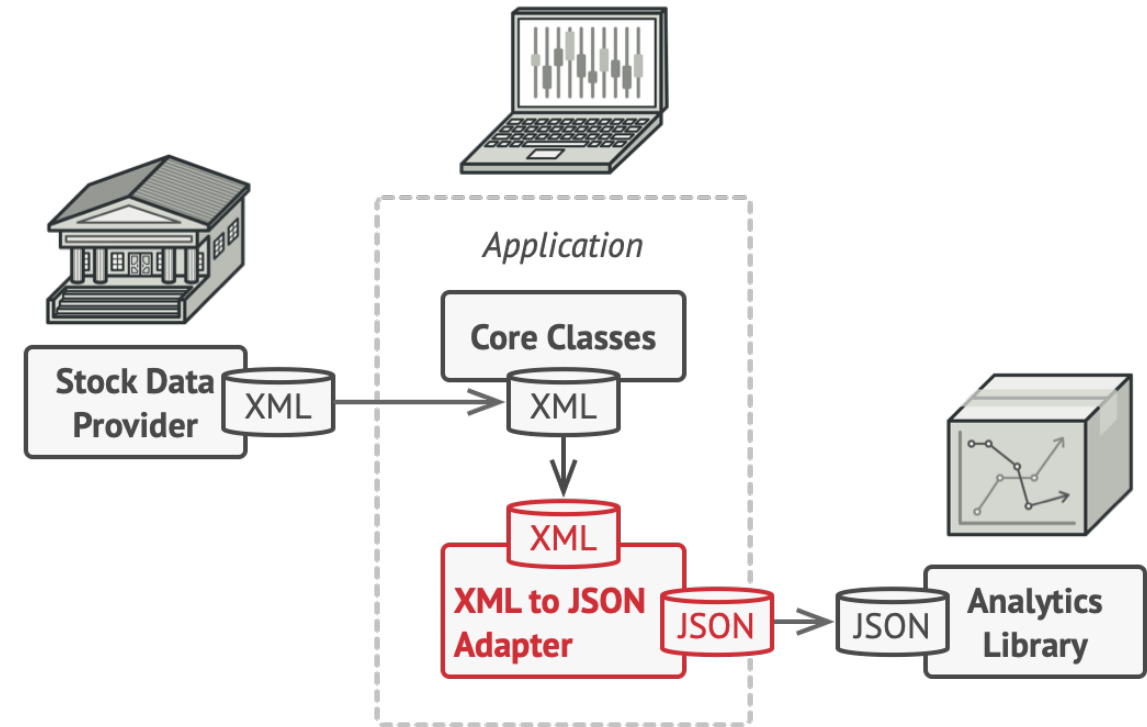 Application
Core Classes
Stock Data
Provider
XML
XML
XML
XML to JSON
Adapter
JSON
JSON
Analytics
Library